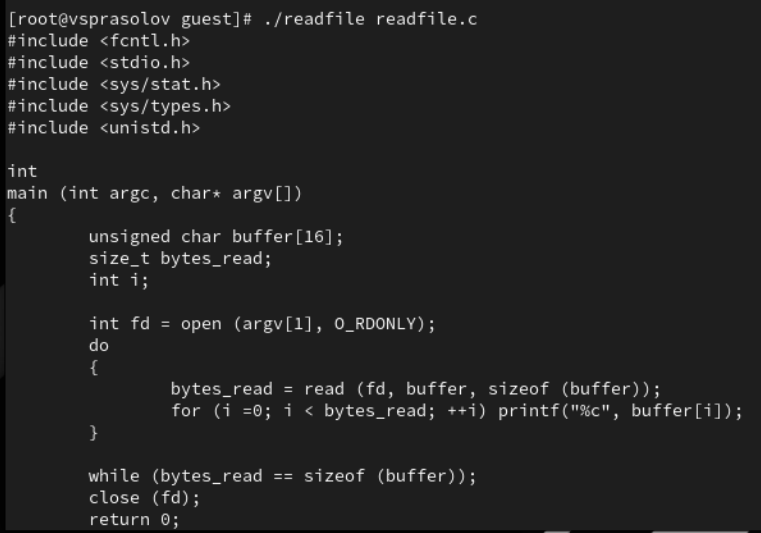 [root@vsprasolov guest]# ./readfile readfile.c
#include <fcntl.h>
#include <stdio.h>
#include <sys/stat.h>
#include <sys/types.h>
#include <unistd.h>

int
main (int argc, char* argv[])
{
        unsigned char buffer[16];
        size_t bytes_read;
        int i;

        int fd = open (argv[1], O_RDONLY);
        do
        {
                bytes_read = read (fd, buffer, sizeof (buffer));
                for (i =0; i < bytes_read; ++i) printf("%c", buffer[i]);
        }

        while (bytes_read == sizeof (buffer));
        close (fd);
        return 0;